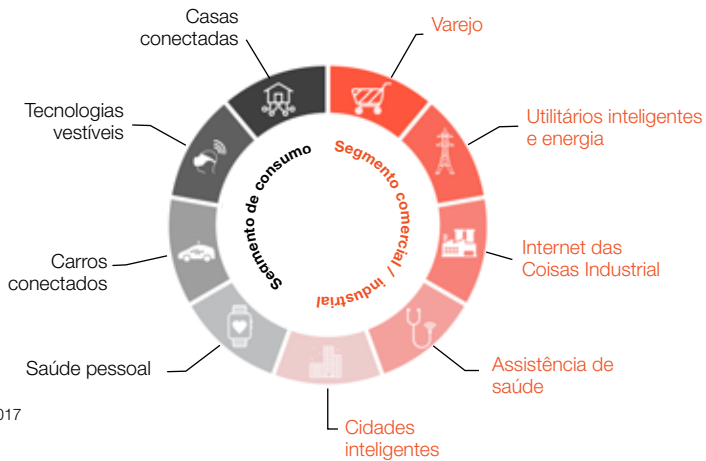 Casas
conectadas
Varejo
Tecnologias
vestíveis
Utilitários inteligentes
e energia
Segmento de consumo
Segmento comercial / industrial
Carros
conectados
Internet das
Coisas Industrial
Saúde pessoal
Assistência de
saúde
017
Cidades
inteligentes